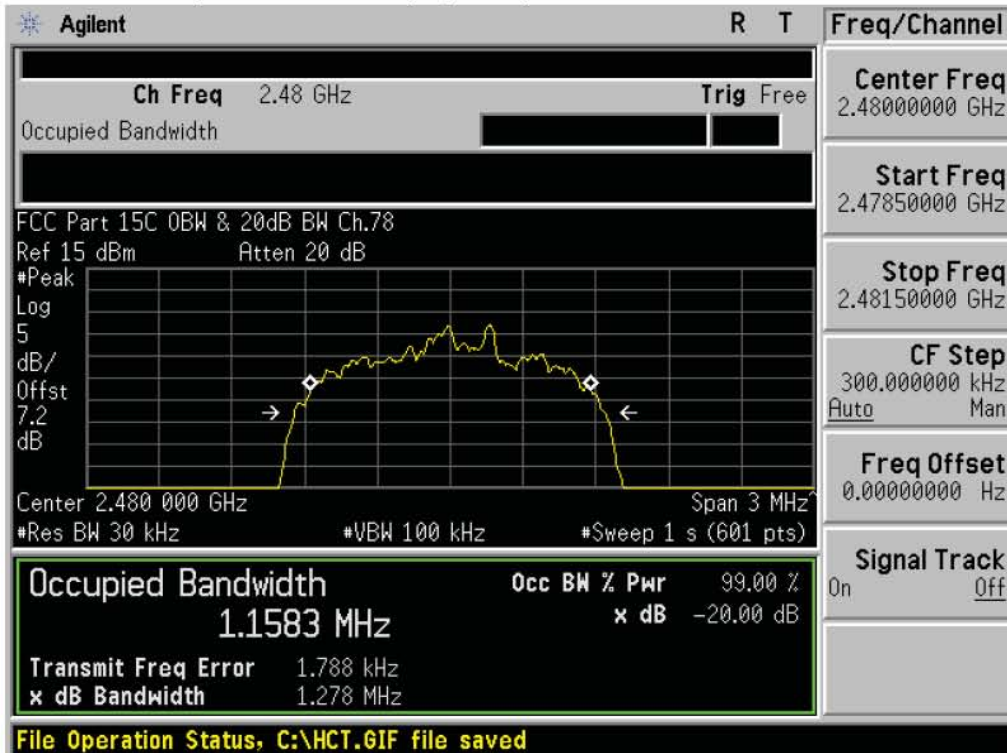 Agilent R T
Ch Freq 2.48 GHz Trig Free
Occupied Bandwidth
FCC Part 15C OBW & 20dB BW Ch.78
Ref 15 dBm Atten 20 dB
#Peak
Log
5
dB/
Offst
7.2
dB
Center 2.480 000 GHz Span 3 MHz^
#Res BW 30 kHz #VBW 100 kHz #Sweep 1 s (601 pts)
Occupied Bandwidth
1.1583 MHz
Occ BW % Pwr 99.00 %
x dB -20.00 dB
Transmit Freq Error 1.788 kHz
x dB Bandwidth 1.278 MHz
File Operation Status, C:\HCT.GIF file saved
Freq/Channel
Center Freq
2.48000000 GHz
Start Freq
2.47850000 GHz
Stop Freq
2.48150000 GHz
CF Step
300.000000 kHz
Auto Man
Freq Offset
0.00000000 Hz
Signal Track
On Off